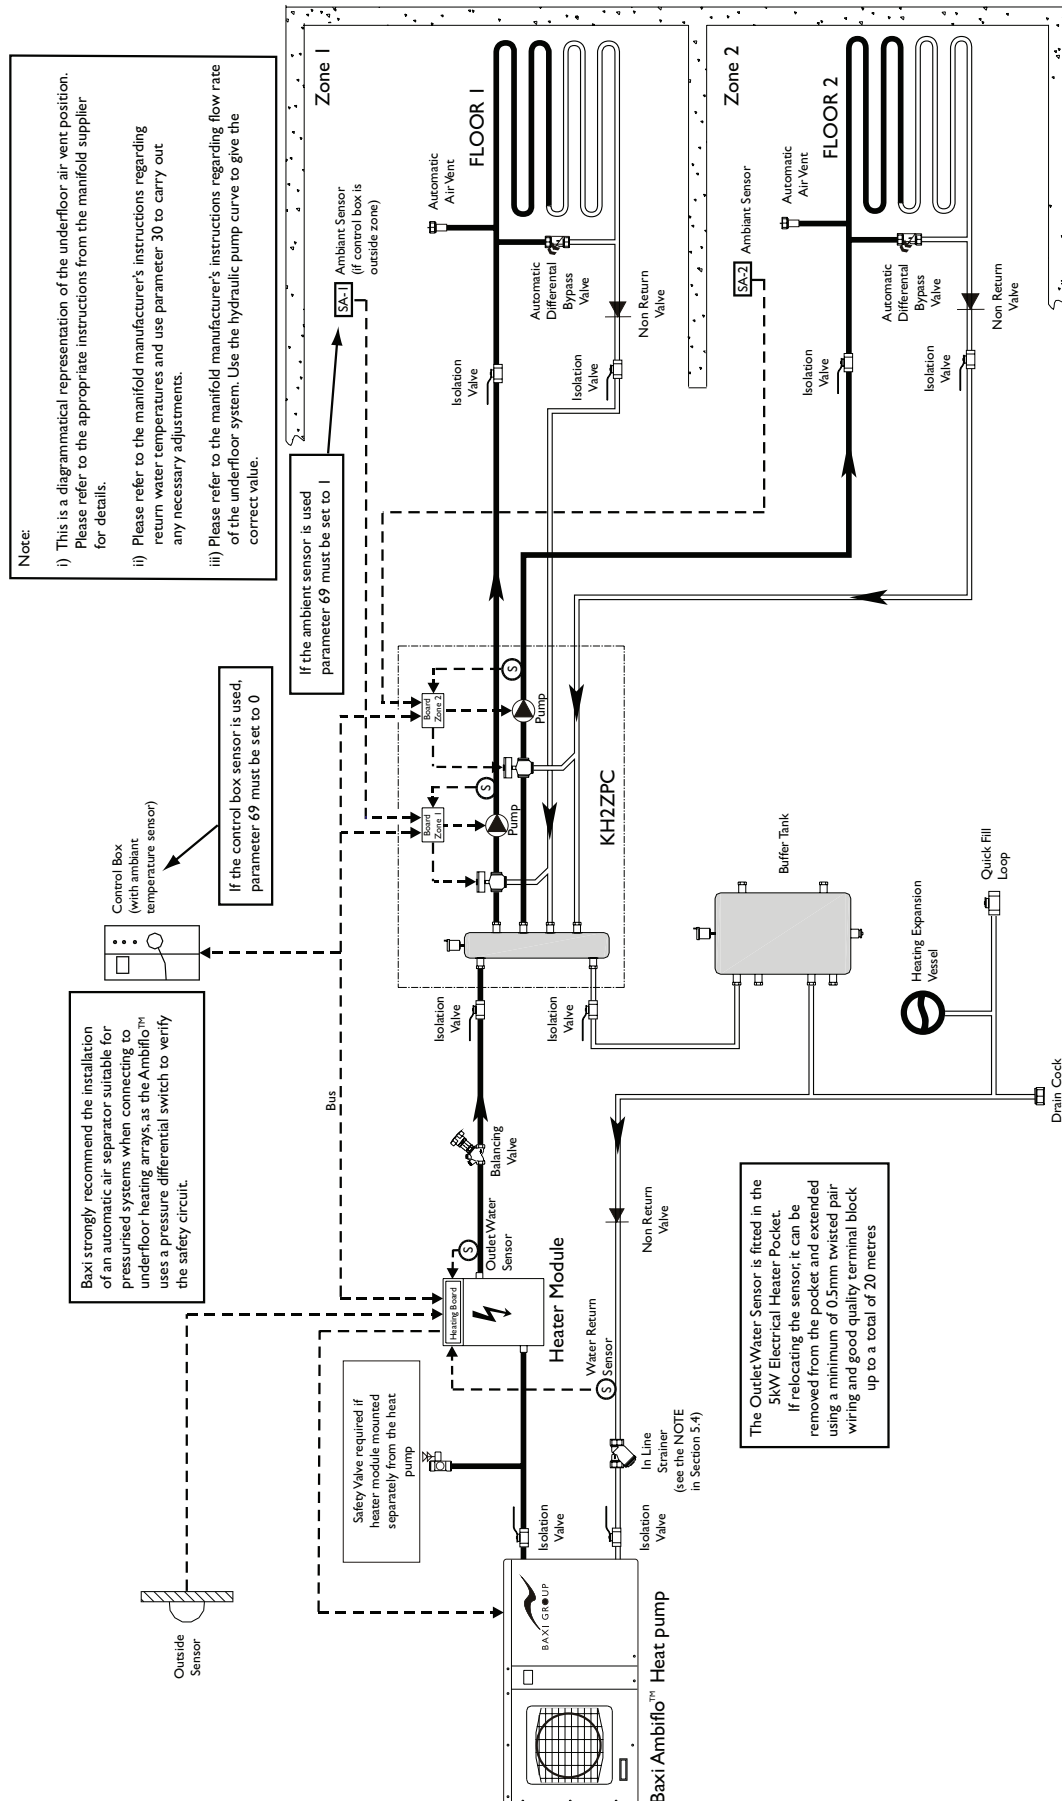 Note:
i) This is a diagrammatical representation of the underfloor air vent position.
Please refer to the appropriate instructions from the manifold supplier
for details.
ii) Please refer to the manifold manufacturer's instructions regarding
return water temperatures and use parameter 30 to carry out
any necessary adjustments.
iii) Please refer to the manifold manufacturer's instructions regarding flow rate
of the underfloor system. Use the hydraulic pump curve to give the
correct value.
Baxi strongly recommend the installation
of an automatic air separator suitable for
pressurised systems when connecting to
underfloor heating arrays, as the Ambiflo™
uses a pressure differential switch to verify
the safety circuit.
Control Box
(with ambiant
temperature sensor)
If the control box sensor is used,
parameter 69 must be set to 0
If the ambient sensor is used
parameter 69 must be set to 1
Outside
Sensor
Bus
Zone 1
SA-1
Ambiant Sensor
(if control box is
outside zone)
Safety Valve required if
heater module mounted
separately from the heat
pump
Heating Board
S
Outlet Water
Sensor
Heater Module
Balancing
Valve
Isolation
Valve
Isolation
Valve
Board
Zone 1
S
Pump
Board
Zone 2
S
Pump
KH2ZPC
Isolation
Valve
Isolation
Valve
Automatic
Air Vent
FLOOR 1
Automatic
Differential
Bypass
Valve
Non Return
Valve
BAXI GROUP
Baxi Ambiflo™ Heat pump
Isolation
Valve
Isolation
Valve
In Line
Strainer
(see the NOTE
in Section 5.4)
S
Water Return
Sensor
Non Return
Valve
Zone 2
SA-2
Ambiant Sensor
Isolation
Valve
Isolation
Valve
Automatic
Air Vent
FLOOR 2
Automatic
Differential
Bypass
Valve
Non Return
Valve
Buffer Tank
Heating Expansion
Vessel
Quick Fill
Loop
Drain Cock
The Outlet Water Sensor is fitted in the
5kW Electrical Heater Pocket.
If relocating the sensor, it can be
removed from the pocket and extended
using a minimum of 0.5mm twisted pair
wiring and good quality terminal block
up to a total of 20 metres